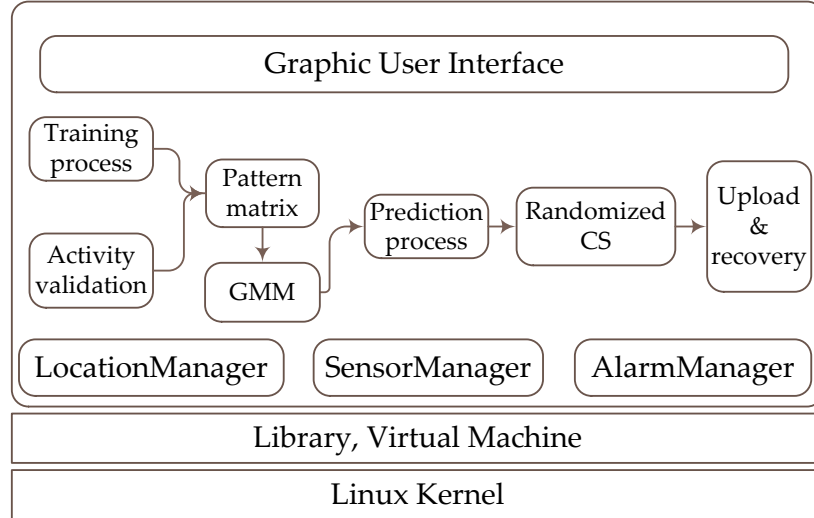 Graphic User Interface
Training
process
Activity
validation
Pattern
matrix
GMM
Prediction
process
Randomized
CS
Upload
&
recovery
LocationManager
SensorManager
AlarmManager
Library, Virtual Machine
Linux Kernel